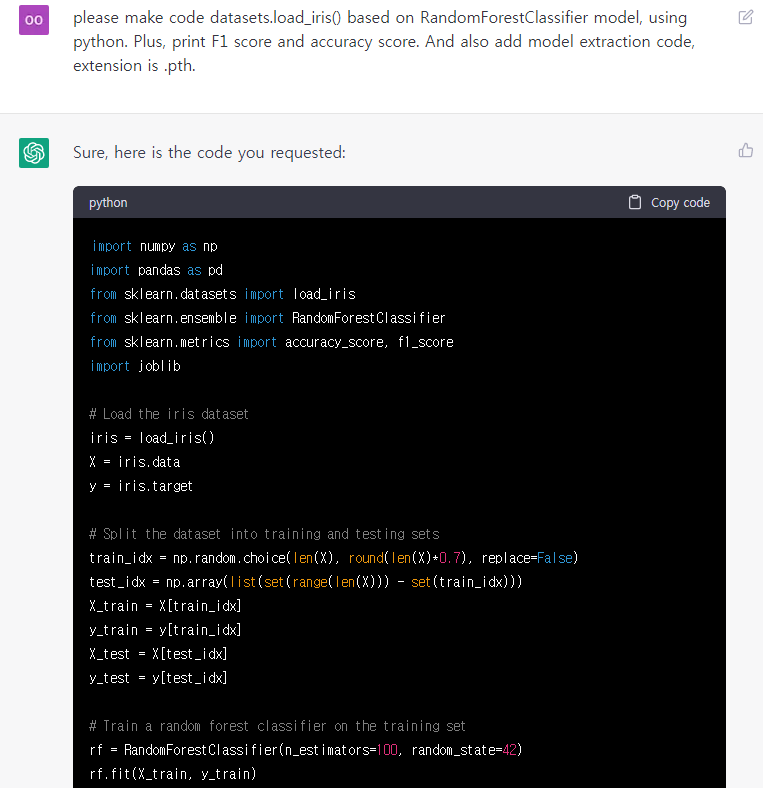 OO
please make code datasets.load_iris() based on RandomForestClassifier model, using
python. Plus, print F1 score and accuracy score. And also add model extraction code,
extension is .pth.
Sure, here is the code you requested:
python Copy code
import numpy as np
import pandas as pd
from sklearn.datasets import load_iris
from sklearn.ensemble import RandomForestClassifier
from sklearn.metrics import accuracy_score, f1_score
import joblib
# Load the iris dataset
iris = load_iris()
X = iris.data
y = iris.target
# Split the dataset into training and testing sets
train_idx = np.random.choice(len(X), round(len(X)*0.7), replace=False)
test_idx = np.array(list(set(range(len(X))) - set(train_idx)))
X_train = X[train_idx]
y_train = y[train_idx]
X_test = X[test_idx]
y_test = y[test_idx]
# Train a random forest classifier on the training set
rf = RandomForestClassifier(n_estimators=100, random_state=42)
rf.fit(X_train, y_train)